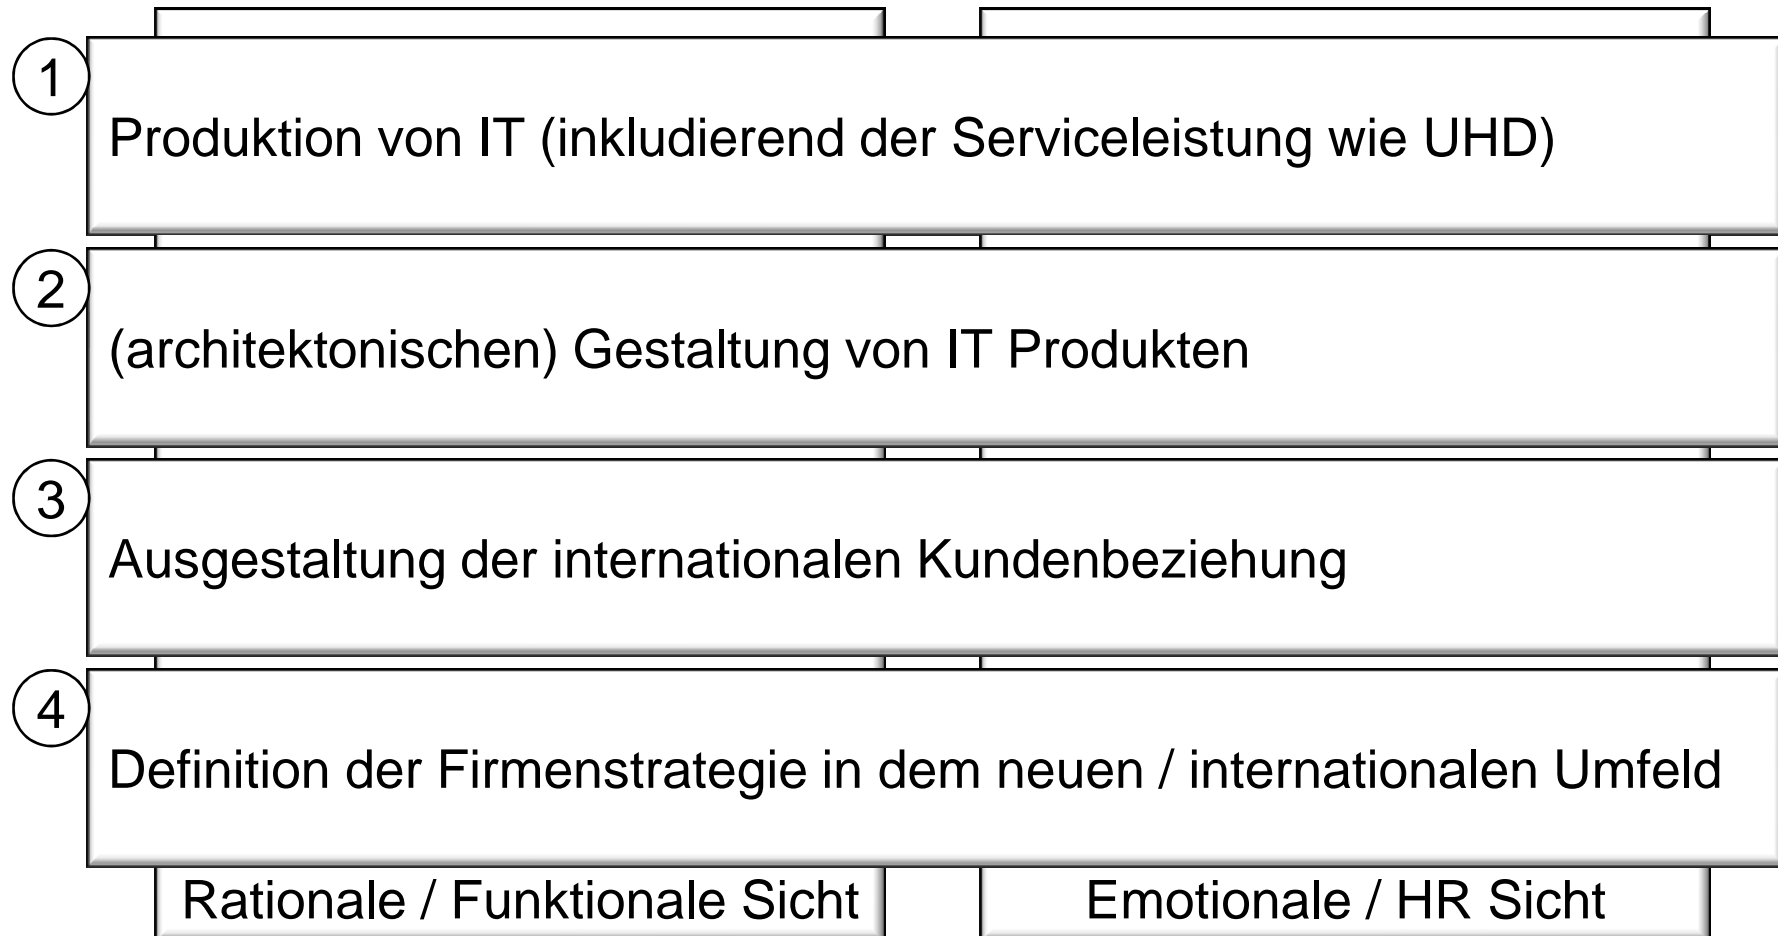 1
Produktion von IT (inkludierend der Serviceleistung wie UHD)
2
(architektonischen) Gestaltung von IT Produkten
3
Ausgestaltung der internationalen Kundenbeziehung
4
Definition der Firmenstrategie in dem neuen / internationalen Umfeld
Rationale / Funktionale Sicht
Emotionale / HR Sicht